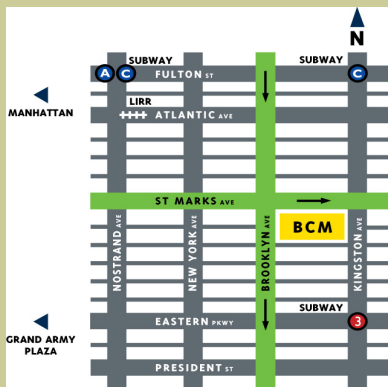 N
SUBWAY
SUBWAY
A C
FULTON ST
C
MANHATTAN
LIRR
ATLANTIC AVE
ST MARKS AVE
BCM
NOSTRAND AVE
NEW YORK AVE
BROOKLYN AVE
KINGSTON AVE
SUBWAY
EASTERN PKWY
3
GRAND ARMY
PLAZA
PRESIDENT ST